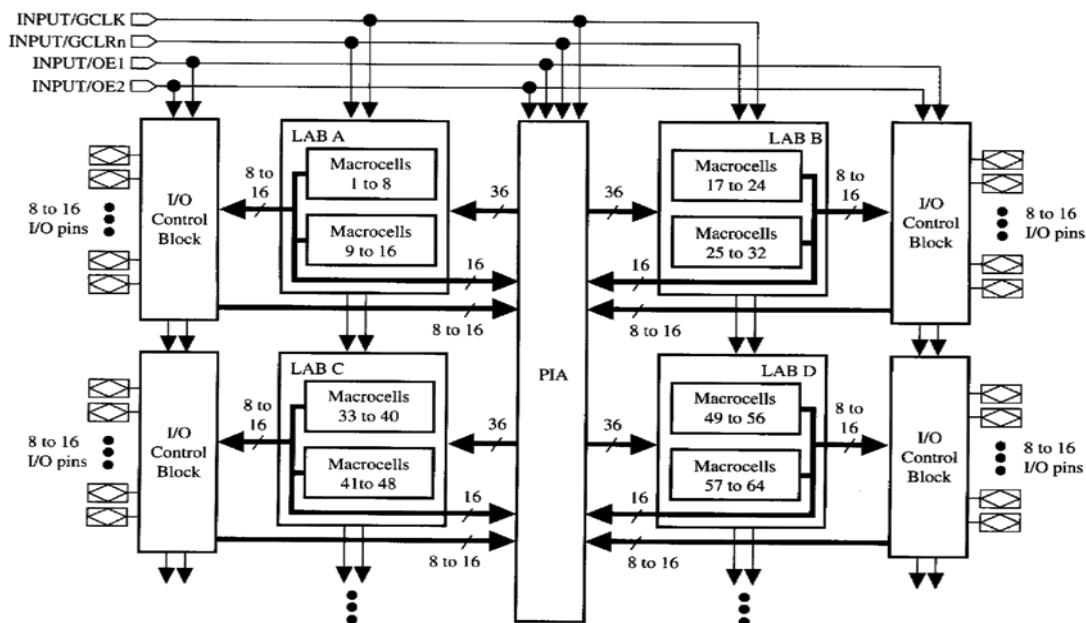 INPUT/GCLK
INPUT/GCLRn
INPUT/OE1
INPUT/OE2
LAB A
Macrocells
1 to 8
Macrocells
9 to 16
8 to
16
36
16
8 to 16
I/O
Control
Block
8 to 16
I/O pins
LAB B
Macrocells
17 to 24
Macrocells
25 to 32
36
8 to
16
16
8 to 16
I/O
Control
Block
8 to 16
I/O pins
PIA
LAB C
Macrocells
33 to 40
Macrocells
41to 48
8 to
16
36
16
8 to 16
I/O
Control
Block
8 to 16
I/O pins
LAB D
Macrocells
49 to 56
Macrocells
57 to 64
36
8 to
16
16
8 to 16
I/O
Control
Block
8 to 16
I/O pins